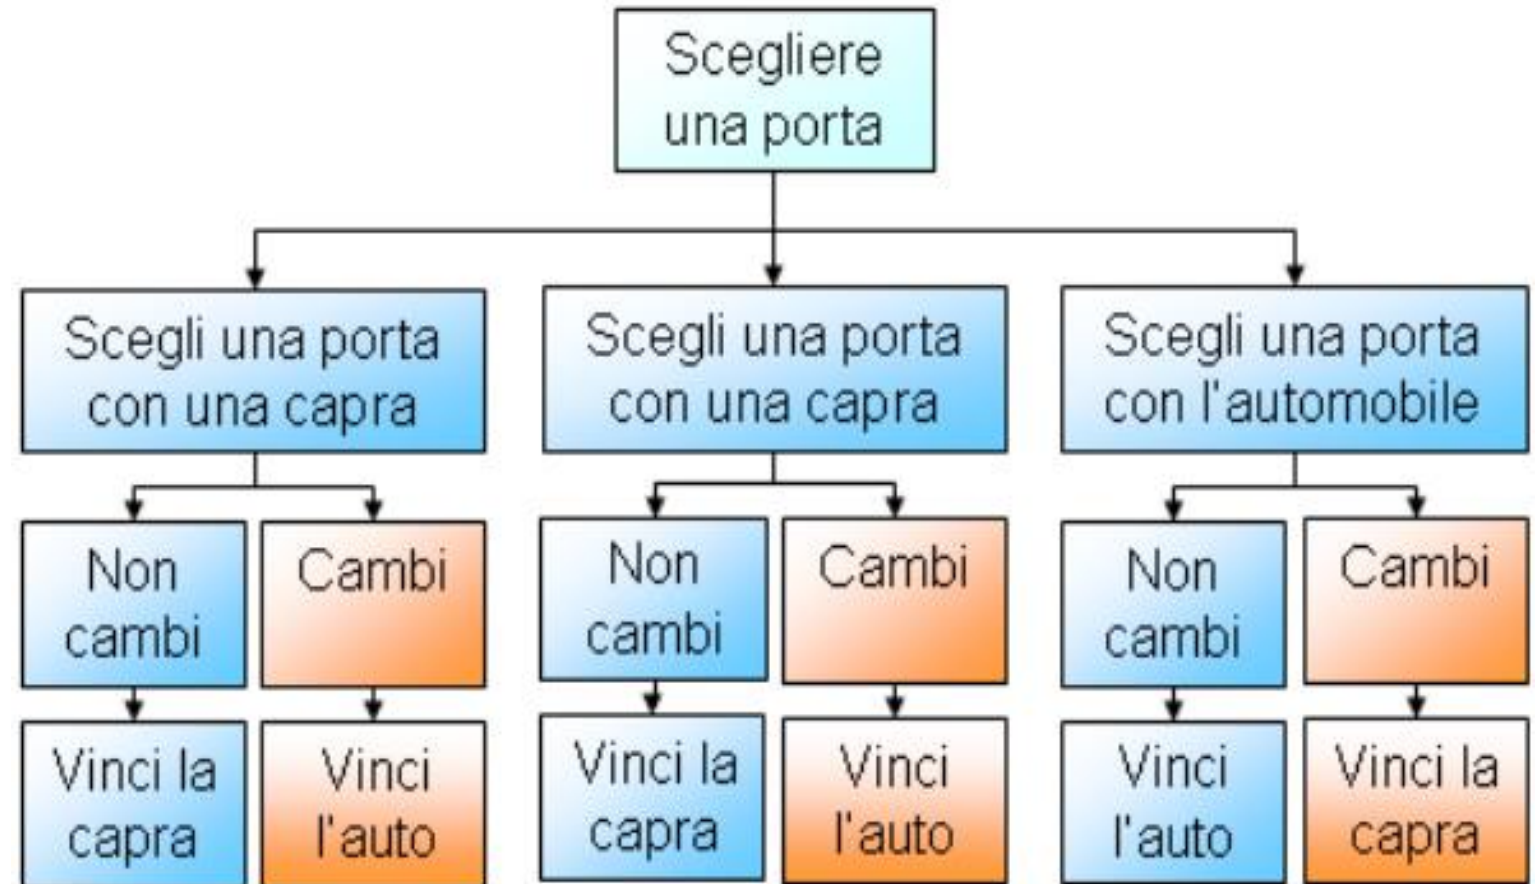 Scegliere
una porta
Scegli una porta
con una capra
Scegli una porta
con una capra
Scegli una porta
con l'automobile
Non
cambi
Cambi
Non
cambi
Cambi
Non
cambi
Cambi
Vinci la
capra
Vinci
l'auto
Vinci la
capra
Vinci
l'auto
Vinci
l'auto
Vinci la
capra